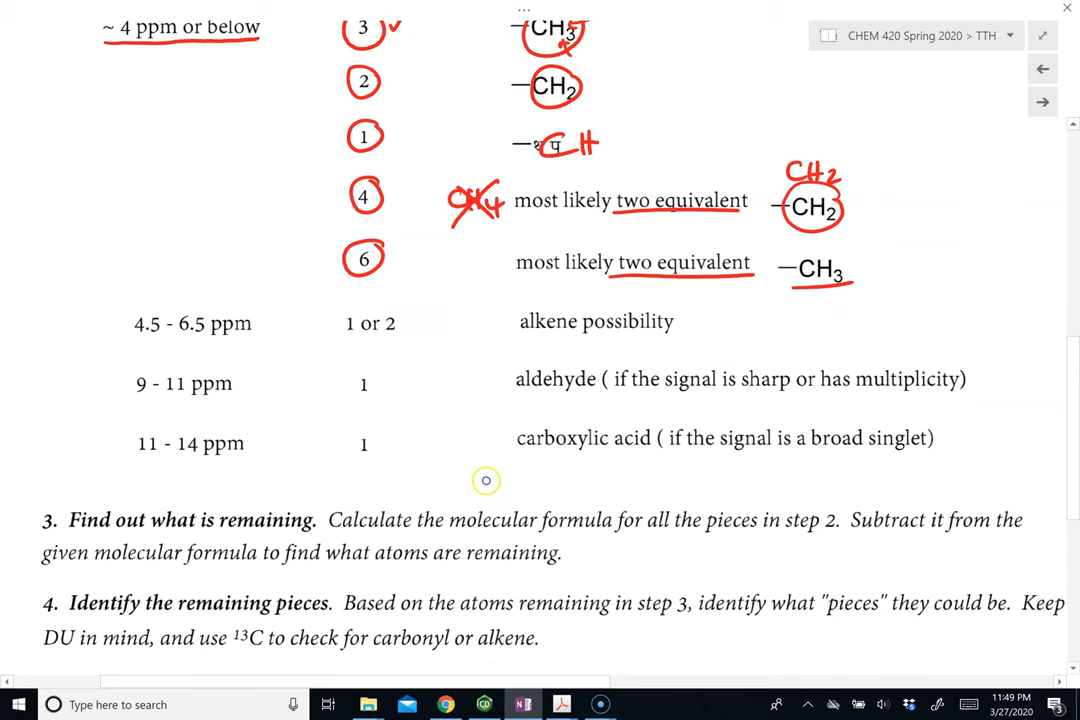 CHEM 420 Spring 2020 > TTH
~ 4 ppm or below 3 —CH3
2 —CH2
1 —थ्प CH
CH2
4 CH4 most likely two equivalent —CH2
6 most likely two equivalent —CH3
4.5 - 6.5 ppm 1 or 2 alkene possibility
9 - 11 ppm 1 aldehyde ( if the signal is sharp or has multiplicity)
11 - 14 ppm 1 carboxylic acid ( if the signal is a broad singlet)
3. Find out what is remaining. Calculate the molecular formula for all the pieces in step 2. Subtract it from the
given molecular formula to find what atoms are remaining.
4. Identify the remaining pieces. Based on the atoms remaining in step 3, identify what "pieces" they could be. Keep
DU in mind, and use ¹³C to check for carbonyl or alkene.
Type here to search
11:49 PM
3/27/2020
3